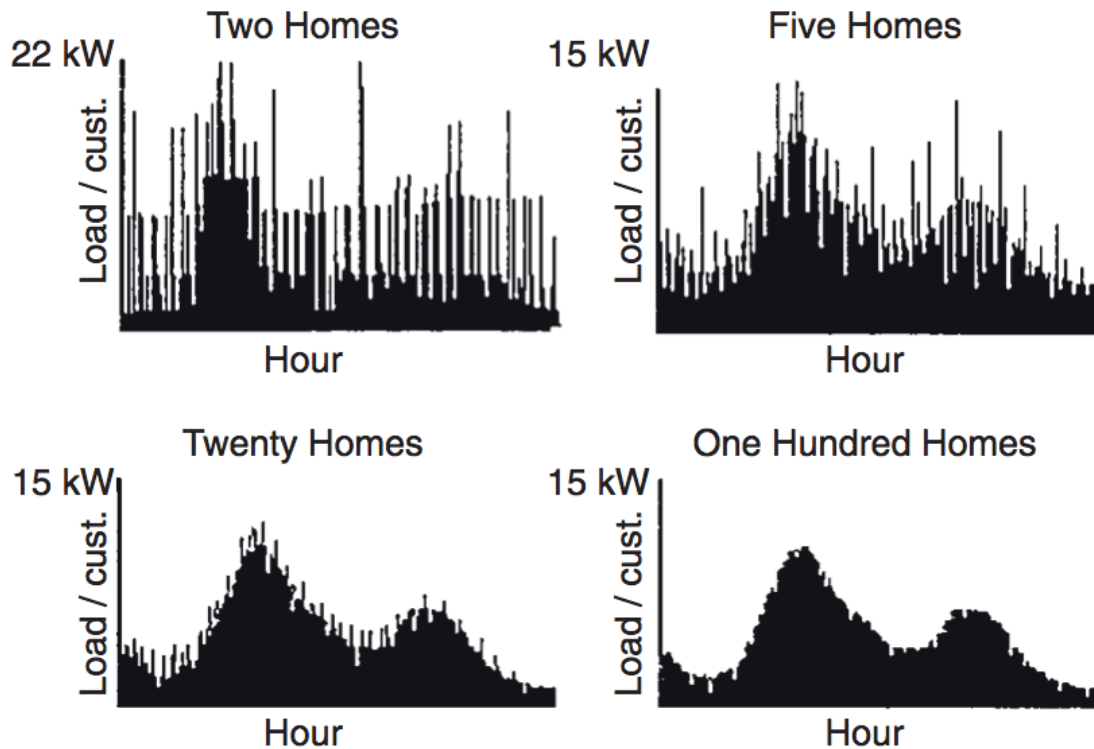 Two Homes
22 kW
Load / cust.
Hour
Five Homes
15 kW
Load / cust.
Hour
Twenty Homes
15 kW
Load / cust.
Hour
One Hundred Homes
15 kW
Load / cust.
Hour